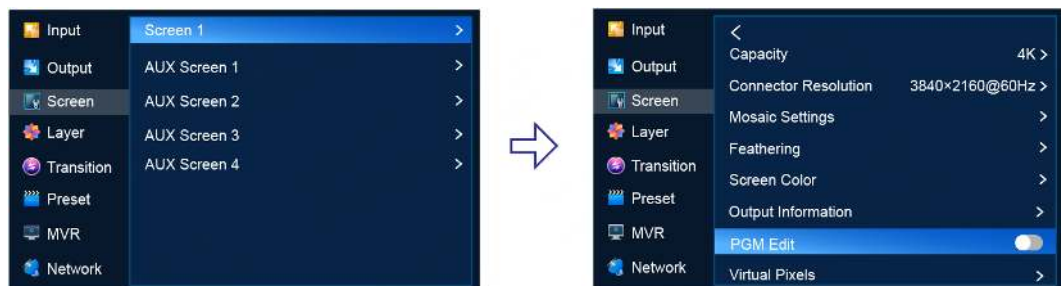 Input
Output
Screen
Layer
Transition
Preset
MVR
Network
Screen 1 >
AUX Screen 1 >
AUX Screen 2 >
AUX Screen 3 >
AUX Screen 4 >
Input
Output
Screen
Layer
Transition
Preset
MVR
Network
<
Capacity 4K >
Connector Resolution 3840×2160@60Hz >
Mosaic Settings >
Feathering >
Screen Color >
Output Information >
PGM Edit
Virtual Pixels >